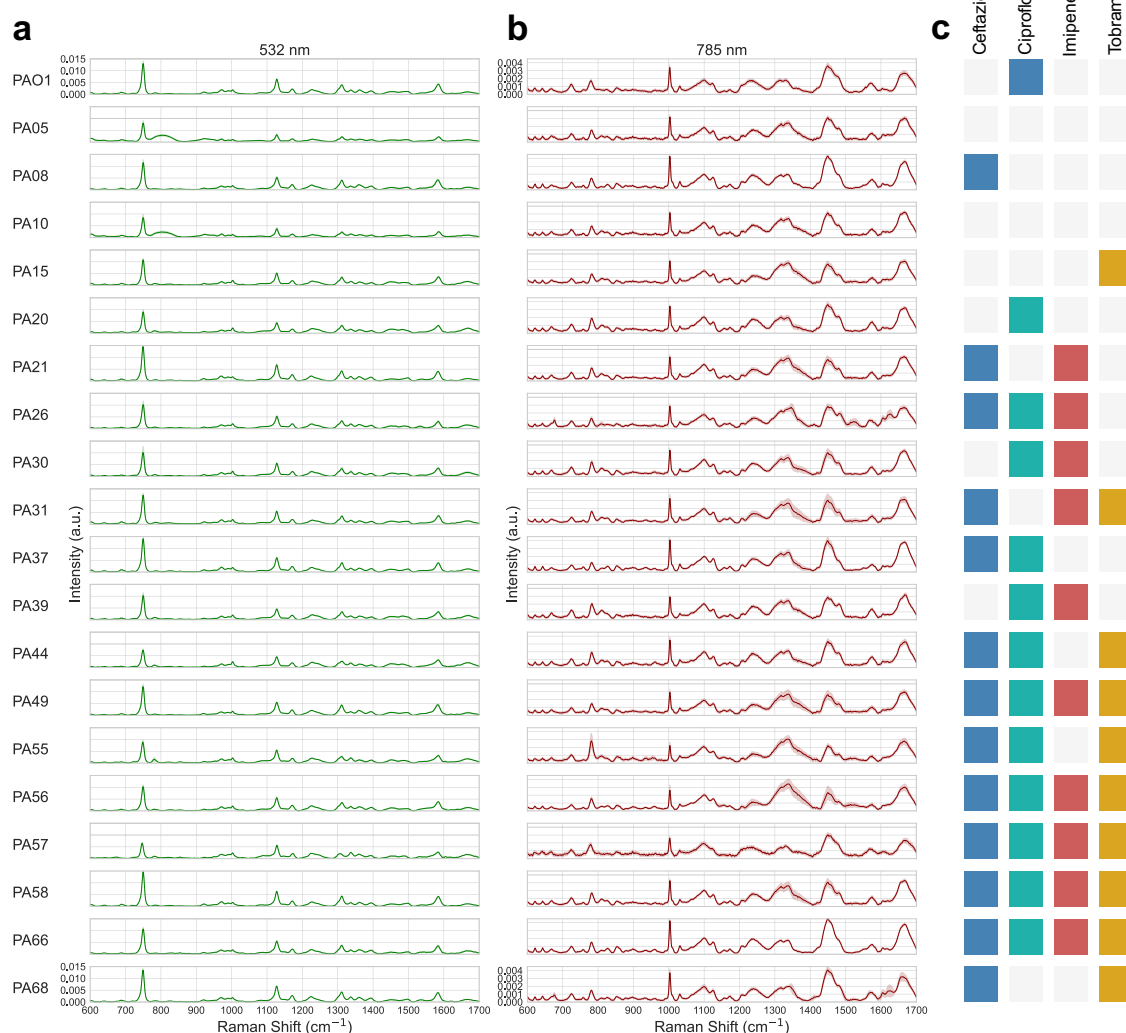 a
b
c
532 nm
785 nm
Ceftazi
Ciproflo
Imipene
Tobram
0.015
0.010
0.005
0.000
0.004
0.003
0.002
0.001
0.000
PAO1
PA05
PA08
PA10
PA15
PA20
PA21
PA26
PA30
PA31
PA37
PA39
PA44
PA49
PA55
PA56
PA57
PA58
PA66
PA68
Intensity (a.u.)
Intensity (a.u.)
0.015
0.010
0.005
0.000
0.004
0.003
0.002
0.001
0.000
600 700 800 900 1000 1100 1200 1300 1400 1500 1600 1700
600 700 800 900 1000 1100 1200 1300 1400 1500 1600 1700
Raman Shift (cm⁻¹)
Raman Shift (cm⁻¹)